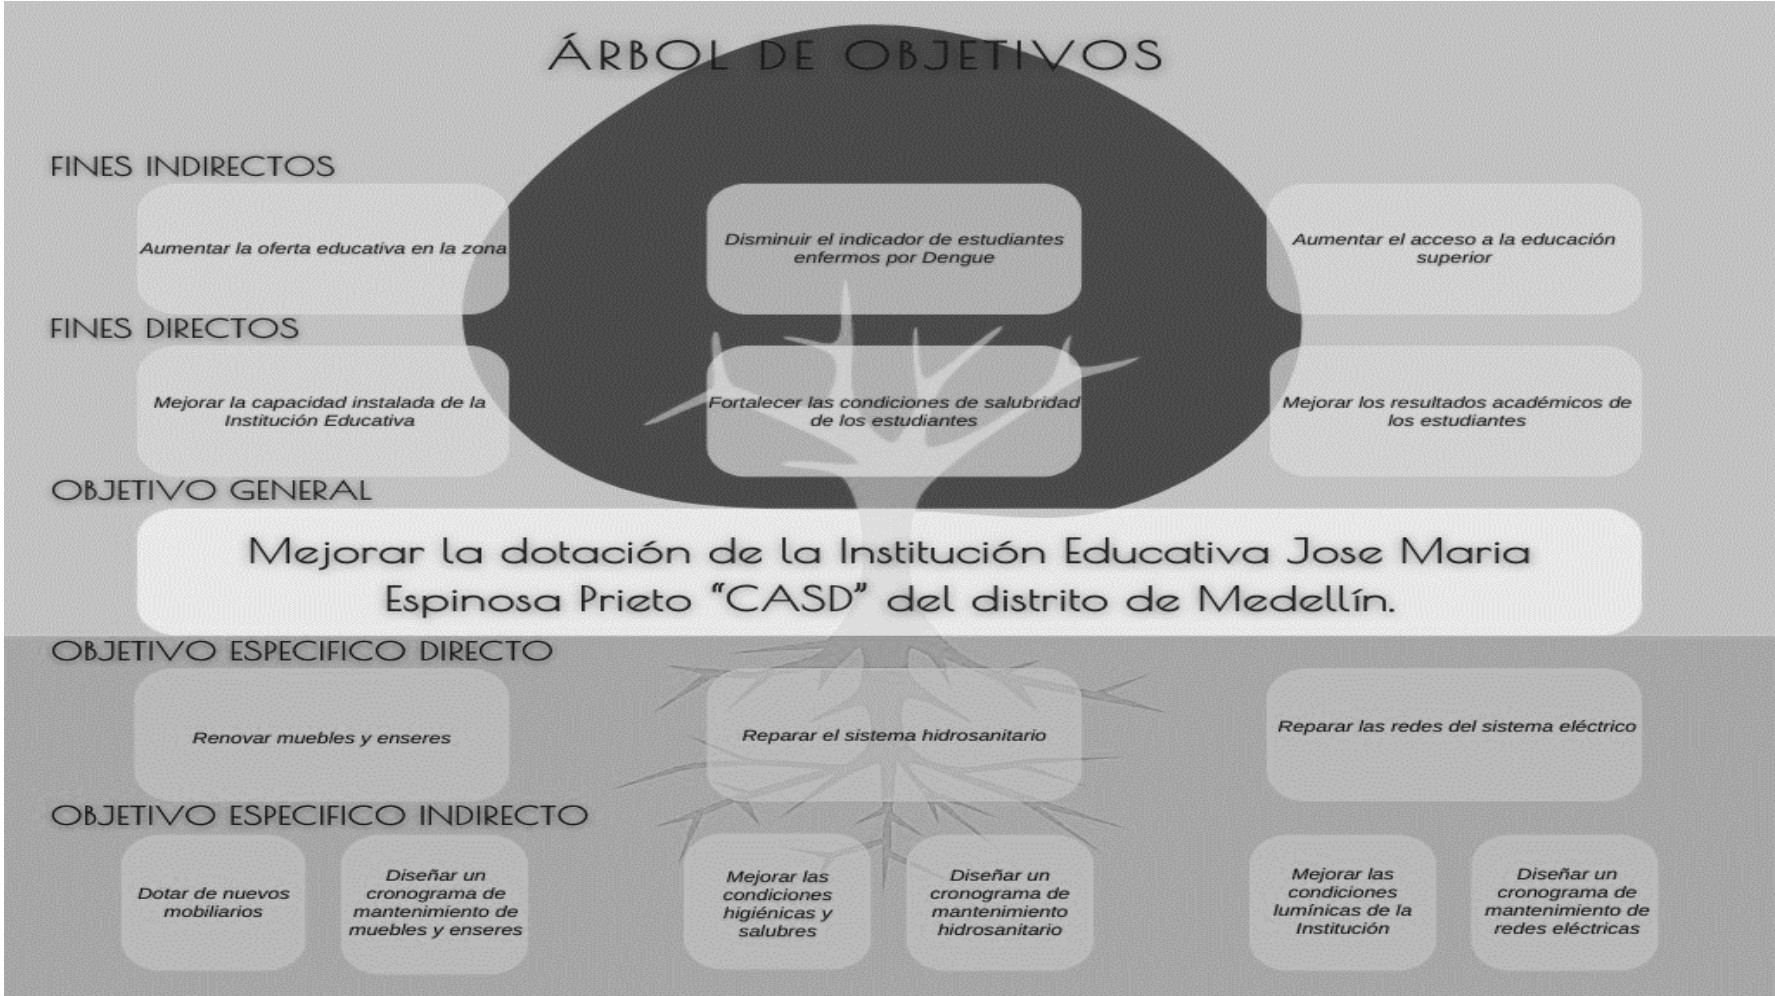 ÁRBOL DE OBJETIVOS
FINES INDIRECTOS
Aumentar la oferta educativa en la zona
Disminuir el indicador de estudiantes
enfermos por Dengue
Aumentar el acceso a la educación
superior
FINES DIRECTOS
Mejorar la capacidad instalada de la
Institución Educativa
Fortalecer las condiciones de salubridad
de los estudiantes
Mejorar los resultados académicos de
los estudiantes
OBJETIVO GENERAL
Mejorar la dotación de la Institución Educativa Jose Maria
Espinosa Prieto “CASD” del distrito de Medellín.
OBJETIVO ESPECIFICO DIRECTO
Renovar muebles y enseres
Reparar el sistema hidrosanitario
Reparar las redes del sistema eléctrico
OBJETIVO ESPECIFICO INDIRECTO
Dotar de nuevos
mobiliarios
Diseñar un
cronograma de
mantenimiento de
muebles y enseres
Mejorar las
condiciones
higiénicas y
salubres
Diseñar un
cronograma de
mantenimiento
hidrosanitario
Mejorar las
condiciones
lumínicas de la
Institución
Diseñar un
cronograma de
mantenimiento de
redes eléctricas